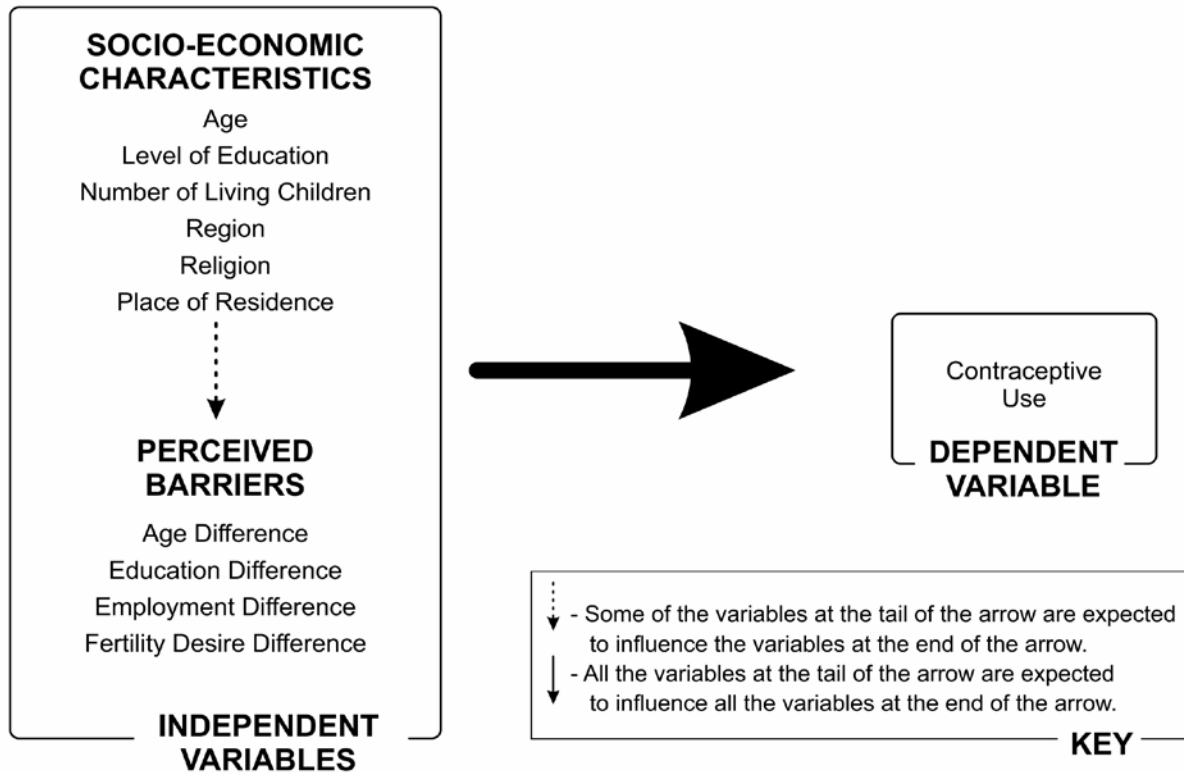 SOCIO-ECONOMIC
CHARACTERISTICS
Age
Level of Education
Number of Living Children
Region
Religion
Place of Residence
PERCEIVED
BARRIERS
Age Difference
Education Difference
Employment Difference
Fertility Desire Difference
INDEPENDENT
VARIABLES
Contraceptive
Use
DEPENDENT
VARIABLE
- Some of the variables at the tail of the arrow are expected
to influence the variables at the end of the arrow.
- All the variables at the tail of the arrow are expected
to influence all the variables at the end of the arrow.
KEY